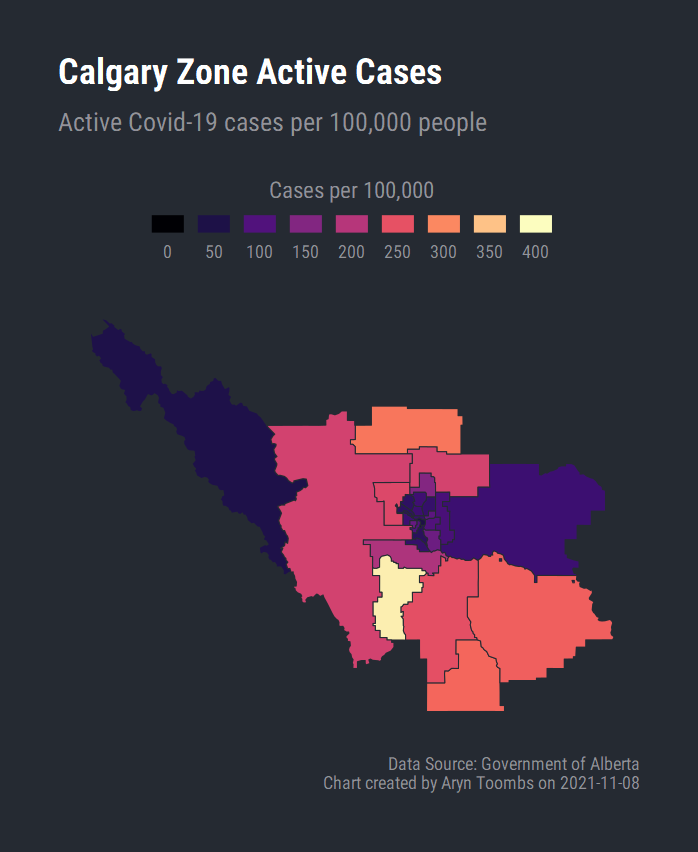 Calgary Zone Active Cases
Active Covid-19 cases per 100,000 people
Cases per 100,000
0 50 100 150 200 250 300 350 400
Data Source: Government of Alberta
Chart created by Aryn Toombs on 2021-11-08